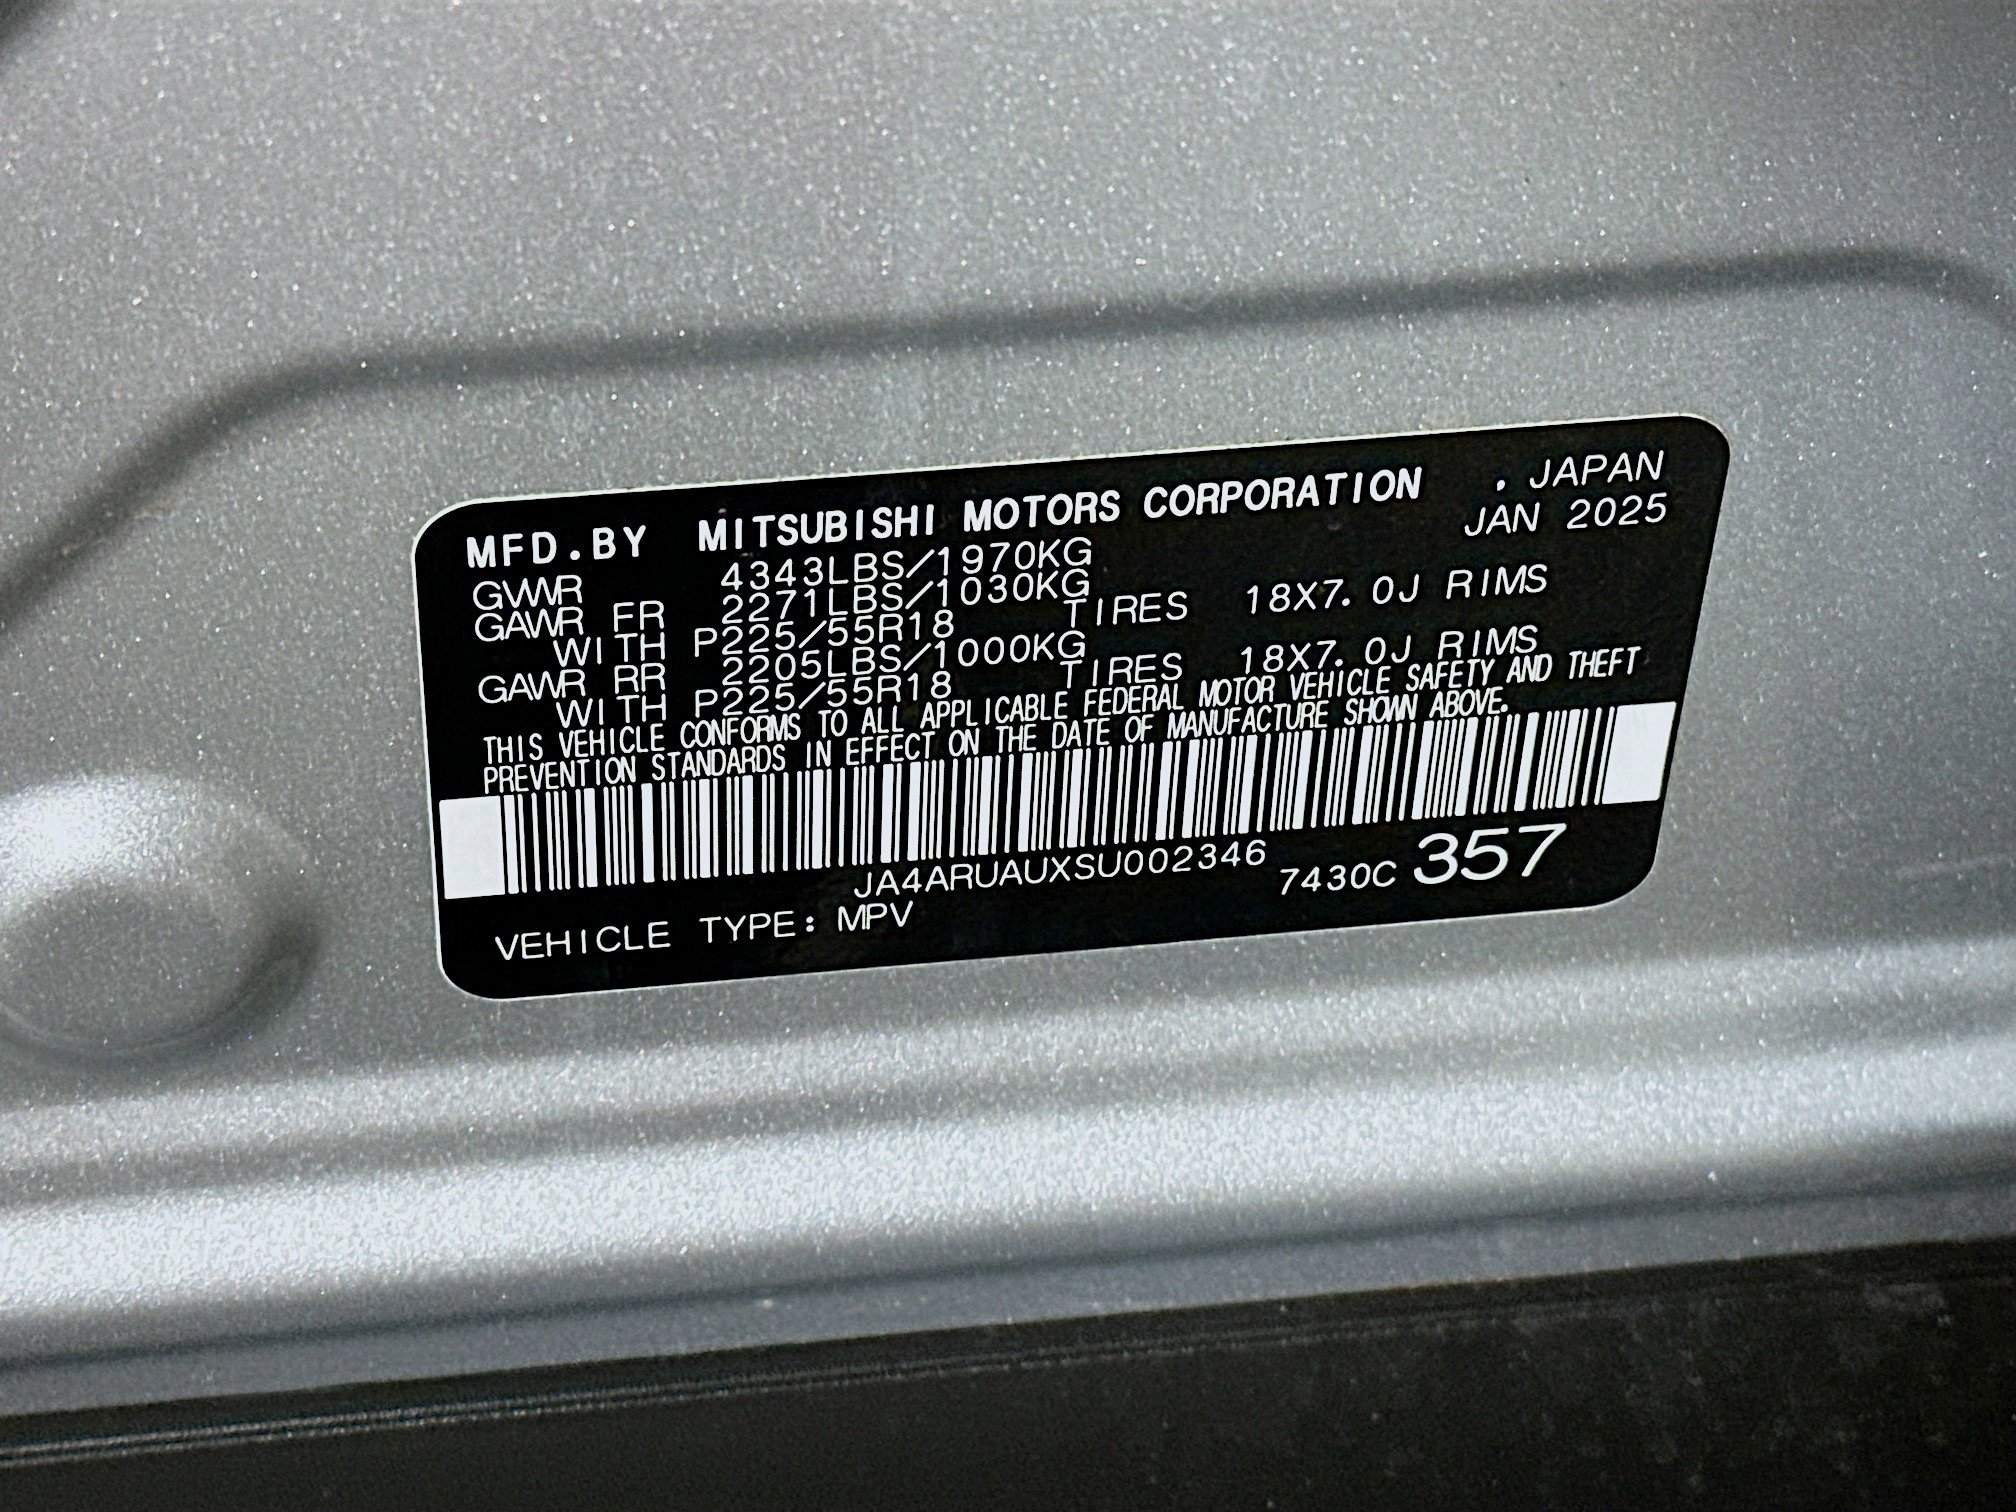 MFD.BY MITSUBISHI MOTORS CORPORATION . JAPAN
JAN 2025
GVWR 4343LBS/1970KG
GAWR FR 2271LBS/1030KG
WITH P225/55R18 TIRES 18X7.0J RIMS
GAWR RR 2205LBS/1000KG
WITH P225/55R18 TIRES 18X7.0J RIMS
THIS VEHICLE CONFORMS TO ALL APPLICABLE FEDERAL MOTOR VEHICLE SAFETY AND THEFT
PREVENTION STANDARDS IN EFFECT ON THE DATE OF MANUFACTURE SHOWN ABOVE.
JA4ARUAUXSU002346 7430C 357
VEHICLE TYPE: MPV